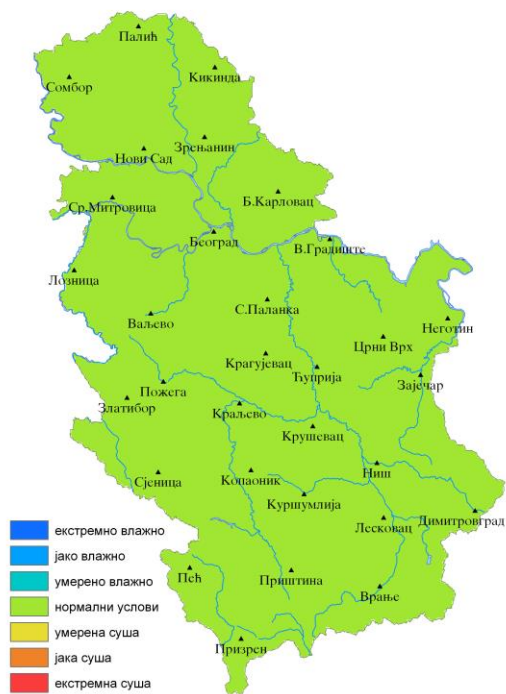 Палић
Кикинда
Сомбор
Зрењанин
Нови Сад
Б.Карловац
Ср.Митровица
Београд
В.Градиште
Лозница
С.Паланка
Ваљево
Неготин
Црни Врх
Крагујевац
Ћуприја
Зајечар
Пожега
Златибор
Краљево
Крушевац
Ниш
Копаоник
Сјеница
Куршумлија
Димитровград
Лесковац
Пећ
Приштина
Врање
Призрен
екстремно влажно
јако влажно
умерено влажно
нормални услови
умерена суша
јака суша
екстремна суша